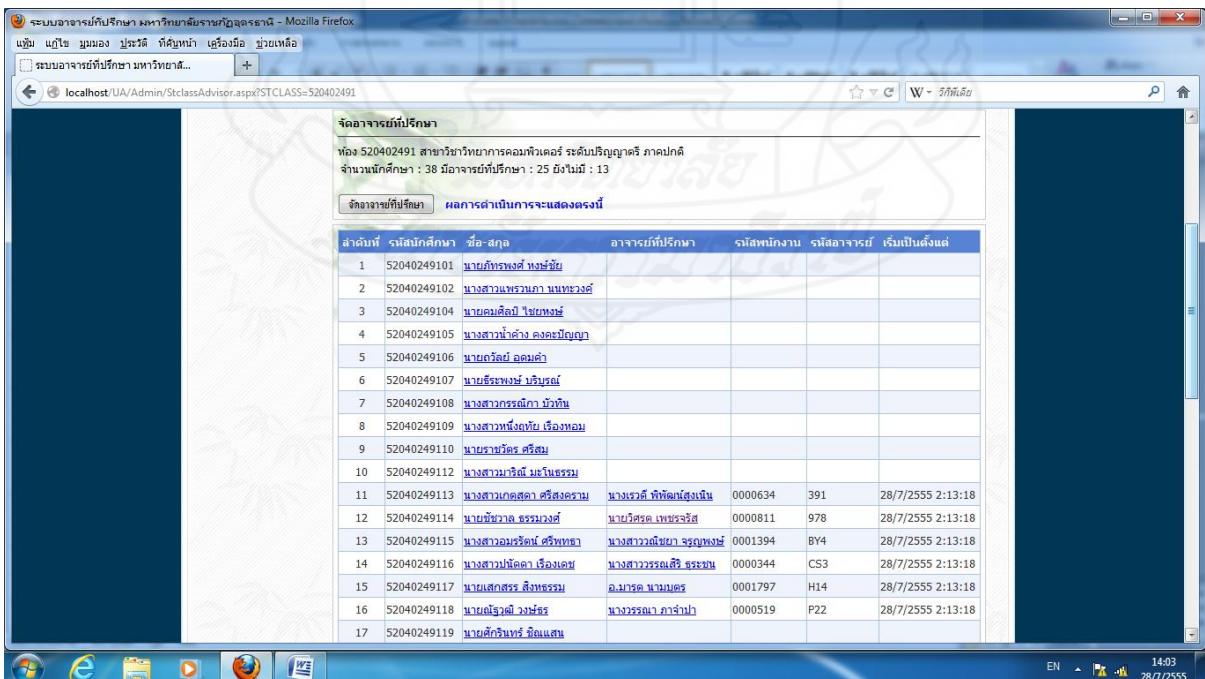 ระบบอาจารย์ที่ปรึกษา มหาวิทยาลัยราชภัฏอุดรธานี - Mozilla Firefox
แฟ้ม แก้ไข มุมมอง ประวัติ ที่คั่นหน้า เครื่องมือ ช่วยเหลือ
ระบบอาจารย์ที่ปรึกษา มหาวิทยาลั... +
localhost/UA/Admin/StclassAdvisor.aspx?STCLASS=520402491 W - วิกิพีเดีย
จัดอาจารย์ที่ปรึกษา
ห้อง 520402491 สาขาวิชาวิทยาการคอมพิวเตอร์ ระดับปริญญาตรี ภาคปกติ
จำนวนนักศึกษา : 38 มีอาจารย์ที่ปรึกษา : 25 ยังไม่มี : 13
จัดอาจารย์ที่ปรึกษา ผลการดำเนินการจะแสดงตรงนี้
ลำดับที่ รหัสนักศึกษา ชื่อ-สกุล อาจารย์ที่ปรึกษา รหัสพนักงาน รหัสอาจารย์ เริ่มเป็นตั้งแต่
1 52040249101 นายภัทรพงศ์ หงษ์ชัย
2 52040249102 นางสาวแพรวนภา นนทะวงศ์
3 52040249104 นายคมศิลป์ ไชยหงษ์
4 52040249105 นางสาวน้ำค้าง คงคะปัญญา
5 52040249106 นายถวัลย์ อุดมคำ
6 52040249107 นายธีระพงษ์ บริบูรณ์
7 52040249108 นางสาวกรรณิกา บัวทิน
8 52040249109 นางสาวหนึ่งฤทัย เรืองหอม
9 52040249110 นายราชวัตร ศรีสม
10 52040249112 นางสาวมาริณี มะโนธรรม
11 52040249113 นางสาวเกตุสุดา ศรีสงคราม นางเรวดี พิพัฒน์สูงเนิน 0000634 391 28/7/2555 2:13:18
12 52040249114 นายชัชวาล ธรรมวงศ์ นายวิศรุต เพชรจรัส 0000811 978 28/7/2555 2:13:18
13 52040249115 นางสาวอมรรัตน์ ศรีพุทธา นางสาววณิชยา จรูญพงษ์ 0001394 BY4 28/7/2555 2:13:18
14 52040249116 นางสาวปนัดดา เรืองเดช นางสาววรรณสิริ ธุระชน 0000344 CS3 28/7/2555 2:13:18
15 52040249117 นายเสกสรร สิงหธรรม อ.มารุต นามบุตร 0001797 H14 28/7/2555 2:13:18
16 52040249118 นายณัฐวุฒิ วงษ์ธร นางวรรณา ภาจำปา 0000519 P22 28/7/2555 2:13:18
17 52040249119 นายศักรินทร์ ชิณแสน
EN 14:03
28/7/2555